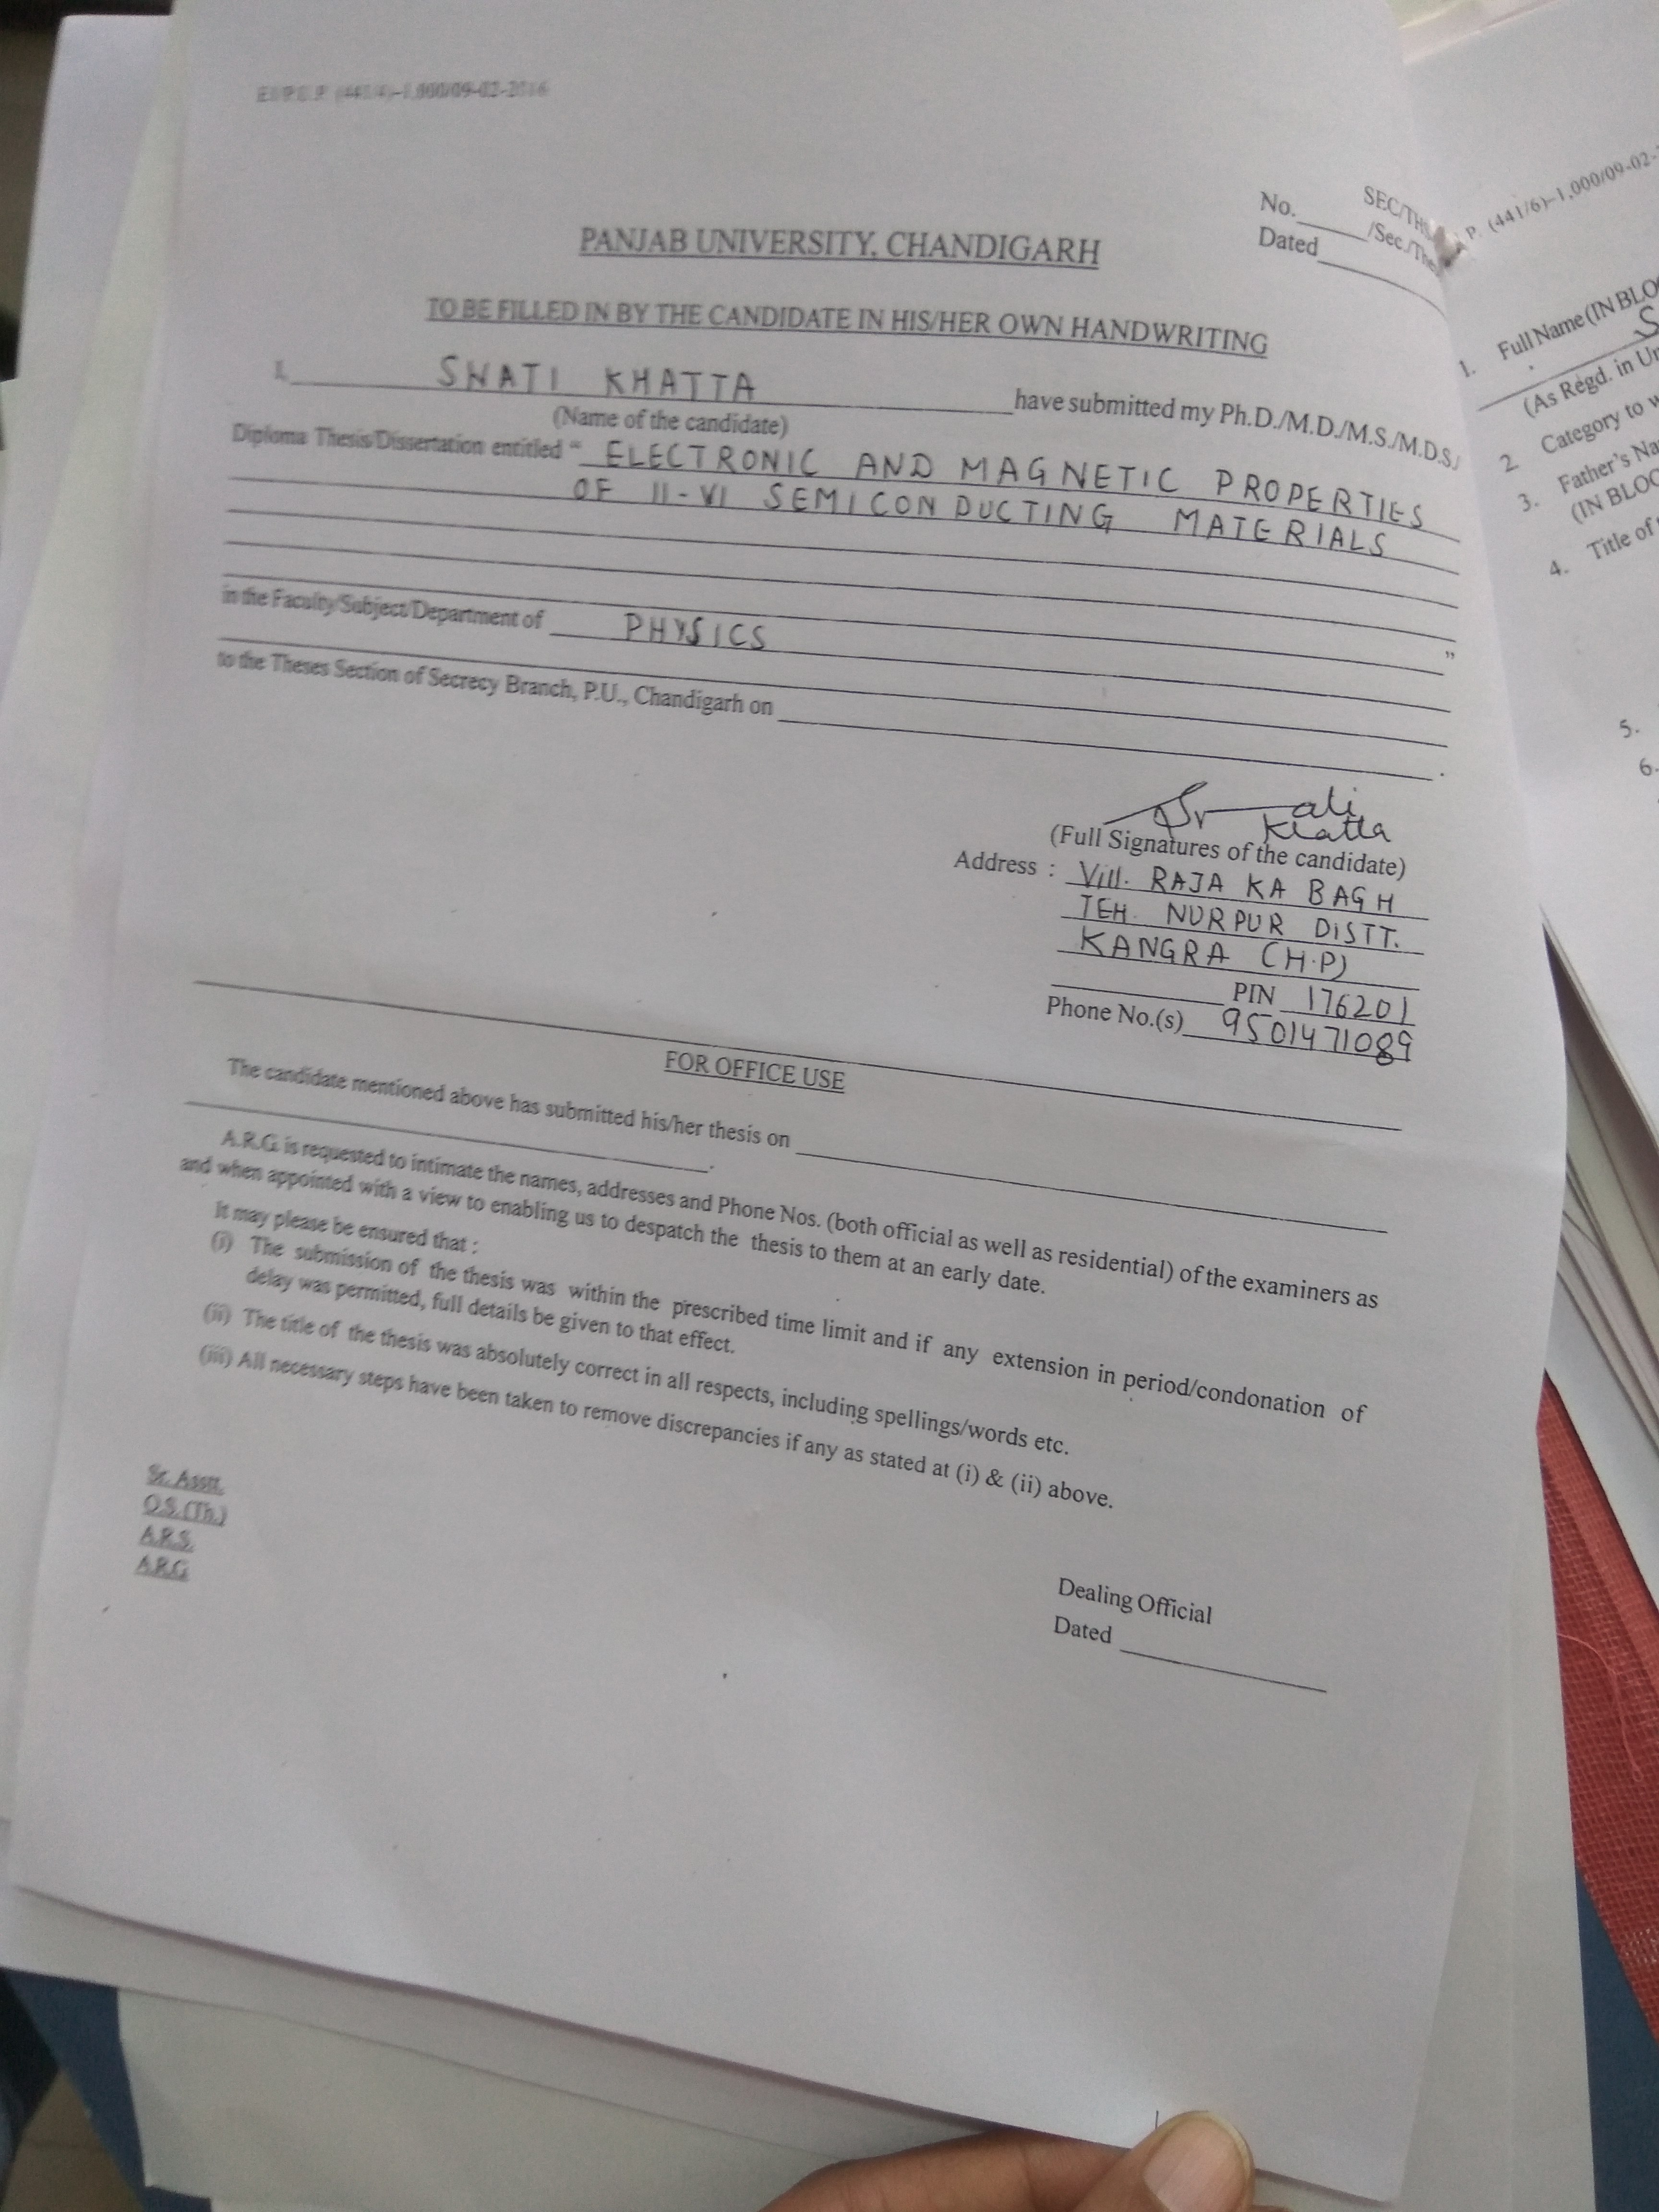 (441/4)-1,000/09-02-2016
SEC/TH
No.______/Sec./The
Dated
PANJAB UNIVERSITY, CHANDIGARH
TO BE FILLED IN BY THE CANDIDATE IN HIS/HER OWN HANDWRITING
I, SWATI KHATTA have submitted my Ph.D./M.D./M.S./M.D.S./
(Name of the candidate)
Diploma Thesis/Dissertation entitled “ ELECTRONIC AND MAGNETIC PROPERTIES
OF II-VI SEMICONDUCTING MATERIALS
”
in the Faculty/Subject/Department of PHYSICS
to the Theses Section of Secrecy Branch, P.U., Chandigarh on
.
Swati
Khatta
(Full Signatures of the candidate)
Address : Vill. RAJA KA BAGH
TEH. NURPUR DISTT.
KANGRA (H.P)
PIN 176201
Phone No.(s) 9501471089
FOR OFFICE USE
The candidate mentioned above has submitted his/her thesis on
.
A.R.G. is requested to intimate the names, addresses and Phone Nos. (both official as well as residential) of the examiners as
and when appointed with a view to enabling us to despatch the thesis to them at an early date.
It may please be ensured that :
(i) The submission of the thesis was within the prescribed time limit and if any extension in period/condonation of
delay was permitted, full details be given to that effect.
(ii) The title of the thesis was absolutely correct in all respects, including spellings/words etc.
(iii) All necessary steps have been taken to remove discrepancies if any as stated at (i) & (ii) above.
Sr. Asstt.
O.S.(Th.)
A.R.S.
A.R.G.
Dealing Official
Dated
P. (441/6)-1,000/09-02-
1. Full Name (IN BLO
S
(As Regd. in Un
2. Category to w
3. Father's Na
(IN BLOC
4. Title of
5.
6.